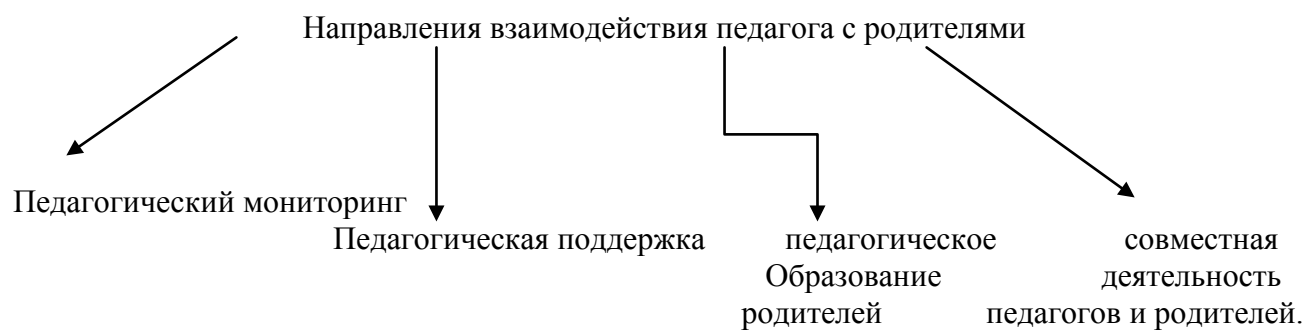 Направления взаимодействия педагога с родителями
Педагогический мониторинг
Педагогическая поддержка
педагогическое
Образование
родителей
совместная
деятельность
педагогов и родителей.